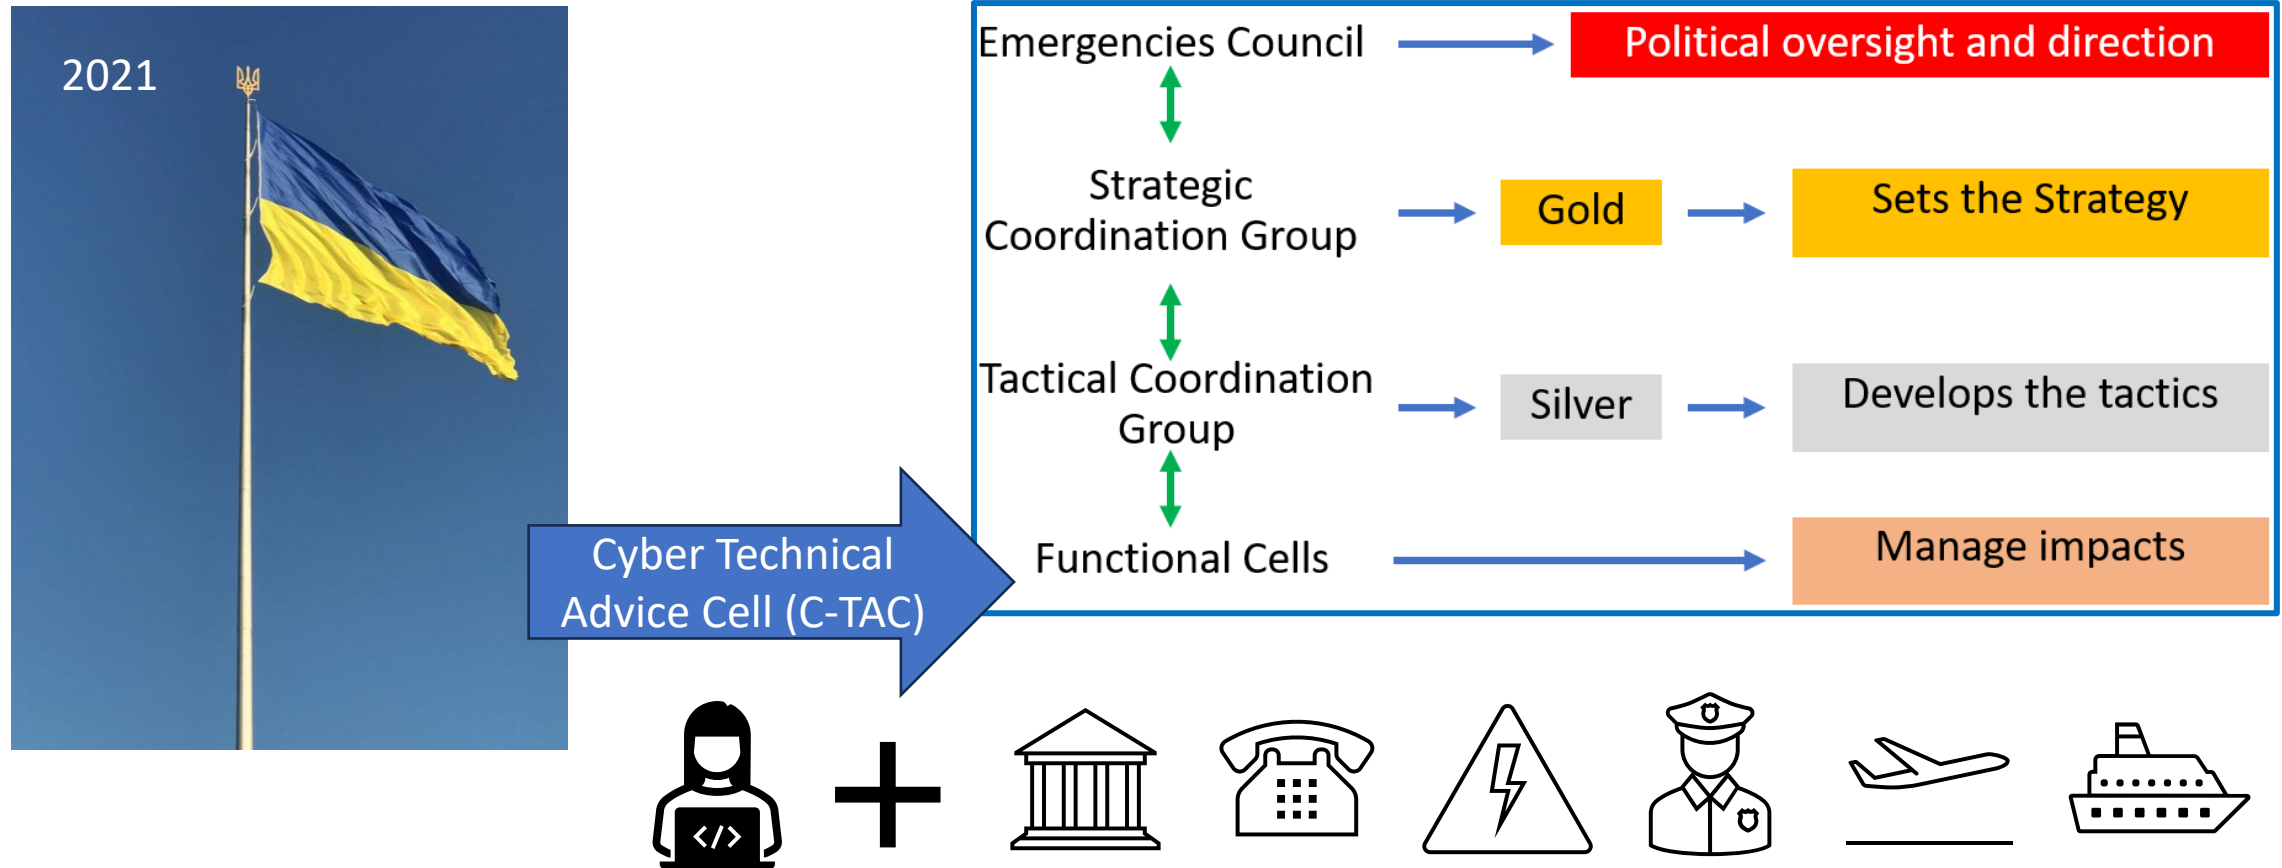 2021
Emergencies Council
Political oversight and direction
Strategic
Coordination Group
Gold
Sets the Strategy
Tactical Coordination
Group
Silver
Develops the tactics
Functional Cells
Manage impacts
Cyber Technical
Advice Cell (C-TAC)
</>